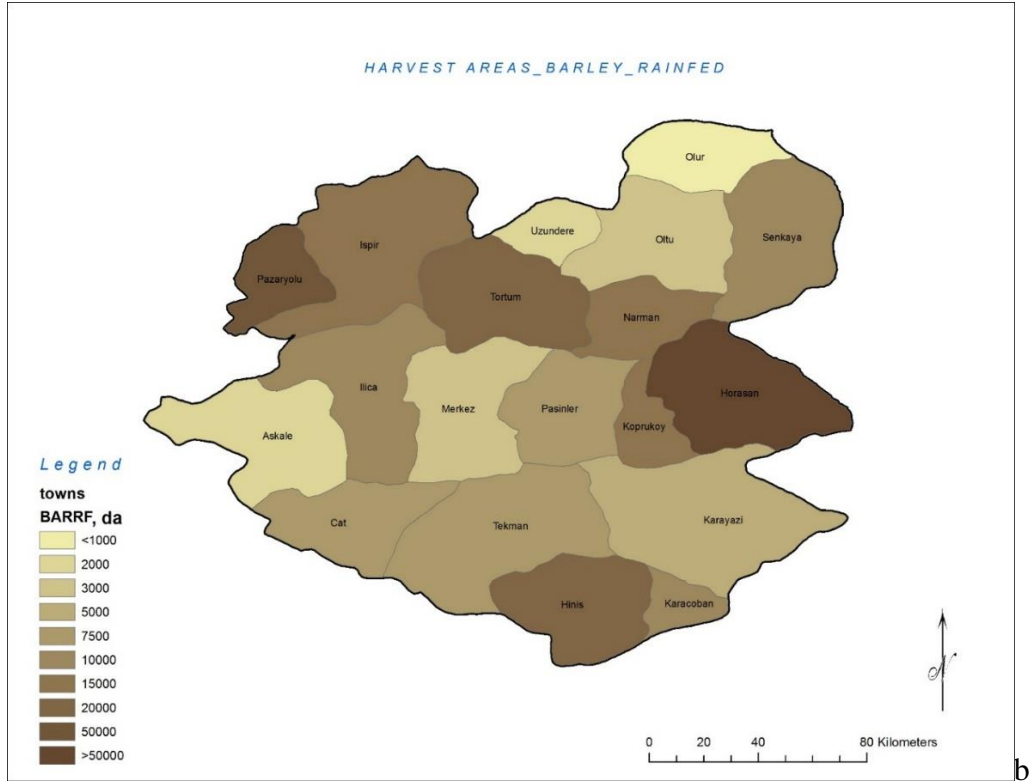 HARVEST AREAS_BARLEY_RAINFED
Olur
Uzundere
Oltu
Senkaya
Ispir
Pazaryolu
Tortum
Narman
Ilica
Merkez
Pasinler
Koprukoy
Horasan
Askale
Cat
Tekman
Karayazi
Hinis
Karacoban
Legend
towns
BARRF, da
<1000
2000
3000
5000
7500
10000
15000
20000
50000
>50000
N
0 20 40 80 Kilometers
b